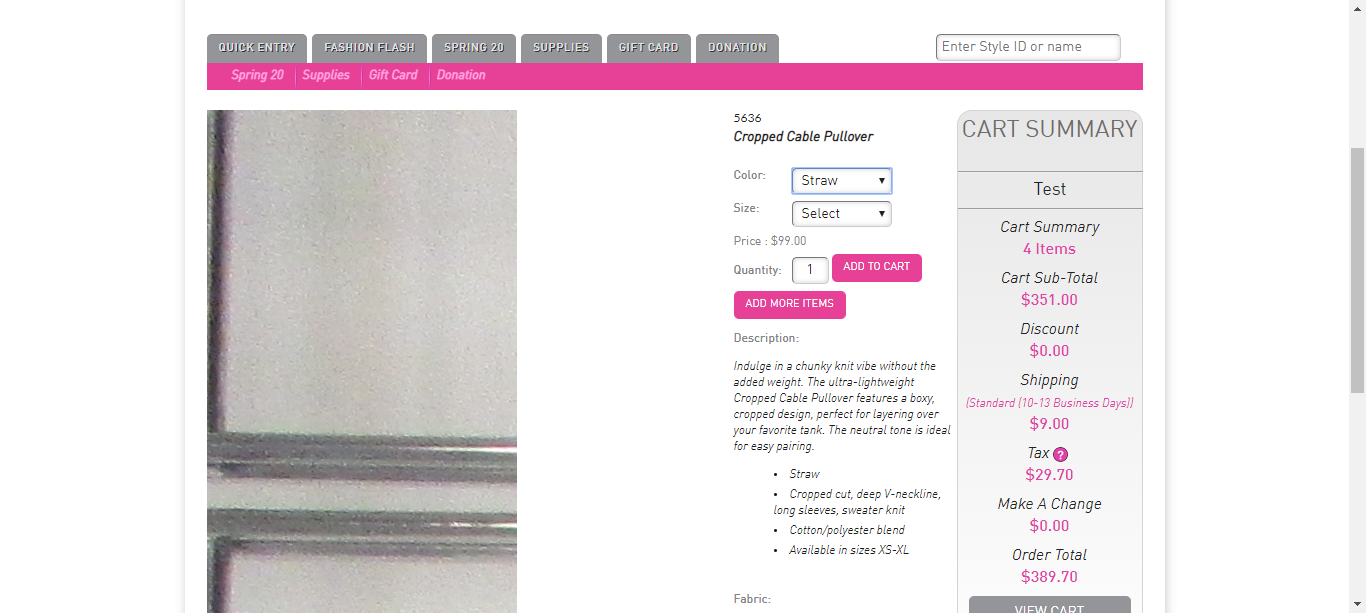 QUICK ENTRY
FASHION FLASH
SPRING 20
SUPPLIES
GIFT CARD
DONATION
Enter Style ID or name
Spring 20
Supplies
Gift Card
Donation
5636
Cropped Cable Pullover
Color:
Straw
Size:
Select
Price : $99.00
Quantity:
1
ADD TO CART
ADD MORE ITEMS
Description:
Indulge in a chunky knit vibe without the
added weight. The ultra-lightweight
Cropped Cable Pullover features a boxy,
cropped design, perfect for layering over
your favorite tank. The neutral tone is ideal
for easy pairing.
• Straw
• Cropped cut, deep V-neckline,
long sleeves, sweater knit
• Cotton/polyester blend
• Available in sizes XS-XL
Fabric:
CART SUMMARY
Test
Cart Summary
4 Items
Cart Sub-Total
$351.00
Discount
$0.00
Shipping
(Standard (10-13 Business Days))
$9.00
Tax ?
$29.70
Make A Change
$0.00
Order Total
$389.70
VIEW CART